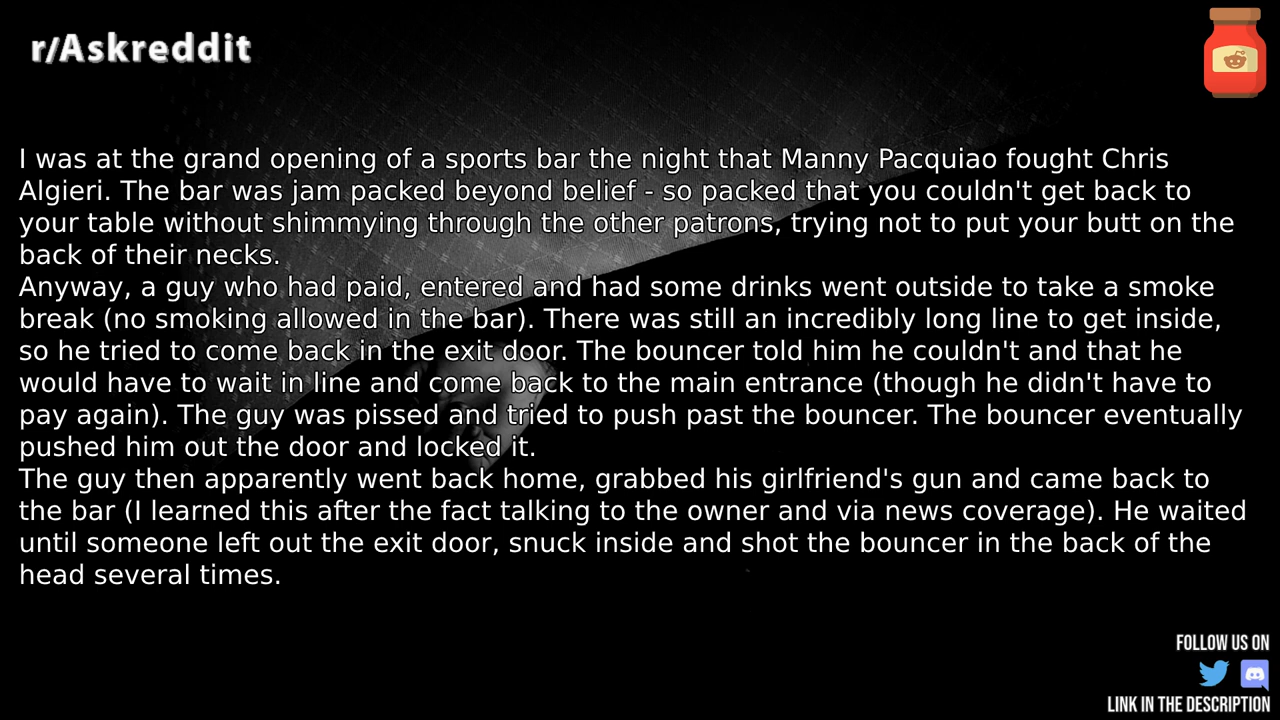 r/Askreddit
I was at the grand opening of a sports bar the night that Manny Pacquiao fought Chris
Algieri. The bar was jam packed beyond belief - so packed that you couldn't get back to
your table without shimmying through the other patrons, trying not to put your butt on the
back of their necks.
Anyway, a guy who had paid, entered and had some drinks went outside to take a smoke
break (no smoking allowed in the bar). There was still an incredibly long line to get inside,
so he tried to come back in the exit door. The bouncer told him he couldn't and that he
would have to wait in line and come back to the main entrance (though he didn't have to
pay again). The guy was pissed and tried to push past the bouncer. The bouncer eventually
pushed him out the door and locked it.
The guy then apparently went back home, grabbed his girlfriend's gun and came back to
the bar (I learned this after the fact talking to the owner and via news coverage). He waited
until someone left out the exit door, snuck inside and shot the bouncer in the back of the
head several times.
FOLLOW US ON
LINK IN THE DESCRIPTION